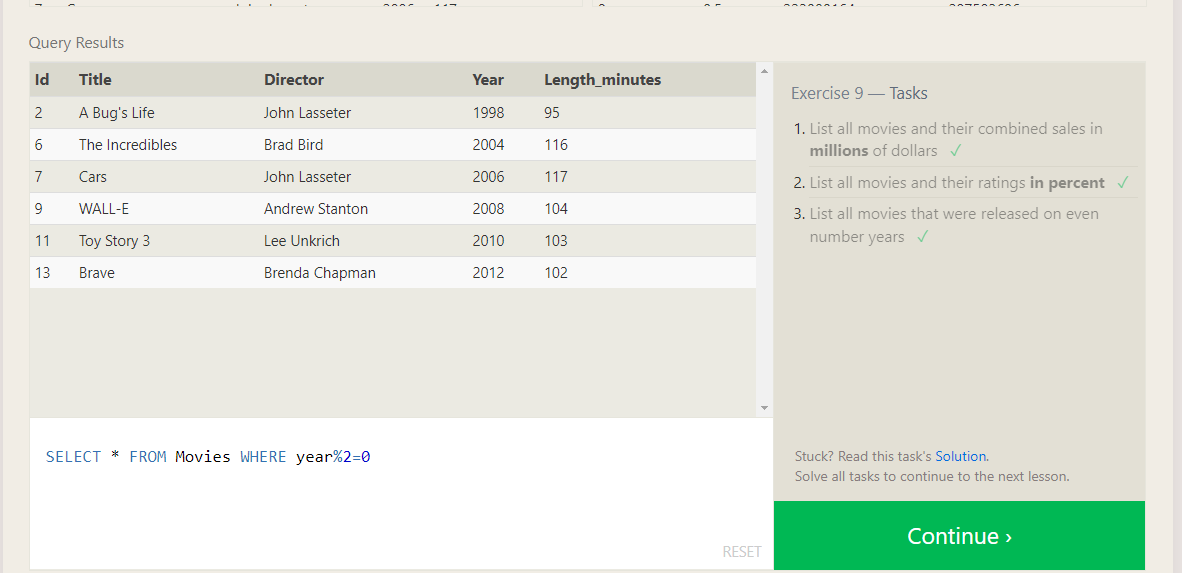 Query Results
Id Title Director Year Length_minutes
2 A Bug's Life John Lasseter 1998 95
6 The Incredibles Brad Bird 2004 116
7 Cars John Lasseter 2006 117
9 WALL-E Andrew Stanton 2008 104
11 Toy Story 3 Lee Unkrich 2010 103
13 Brave Brenda Chapman 2012 102
SELECT * FROM Movies WHERE year%2=0
RESET
Exercise 9 — Tasks
1. List all movies and their combined sales in
millions of dollars ✓
2. List all movies and their ratings in percent ✓
3. List all movies that were released on even
number years ✓
Stuck? Read this task's Solution.
Solve all tasks to continue to the next lesson.
Continue ›